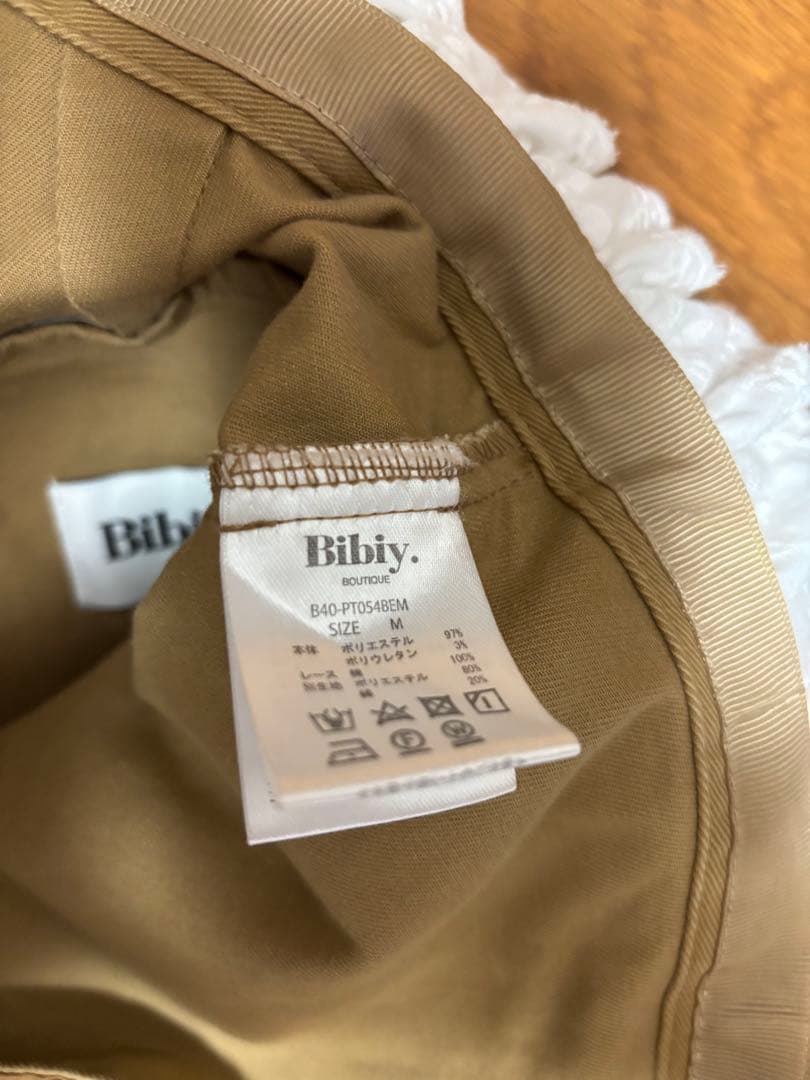 Bibiy.
BOUTIQUE
B40-PT054BEM
SIZE M
本体 ポリエステル 97%
ポリウレタン 3%
レース 綿 100%
別生地 ポリエステル 80%
綿 20%
Bibi